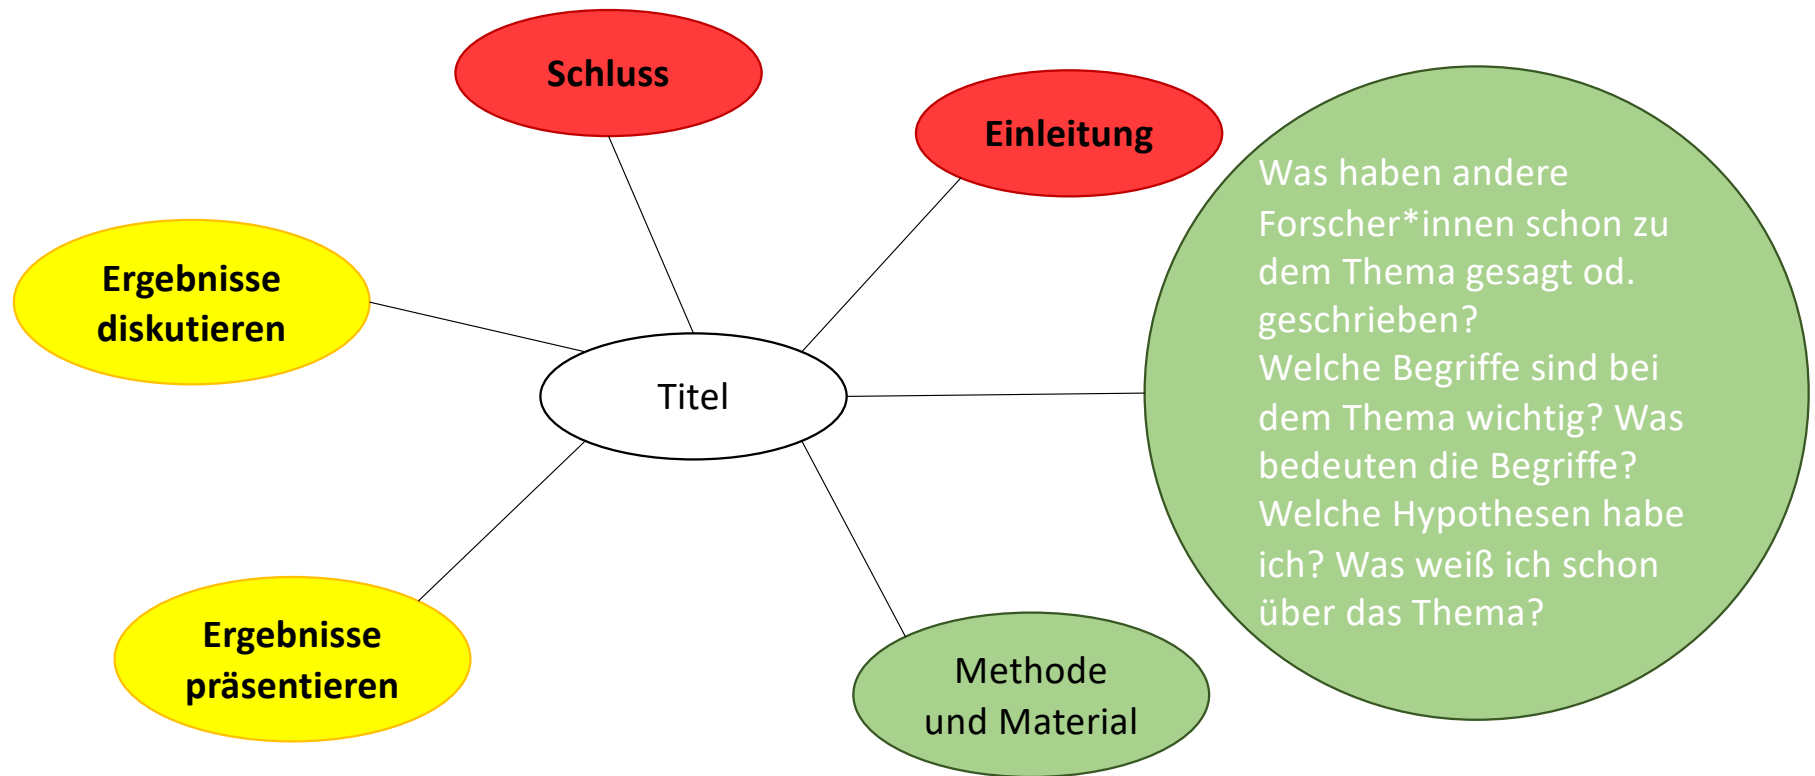 Schluss
Einleitung
Was haben andere
Forscher*innen schon zu
dem Thema gesagt od.
geschrieben?
Welche Begriffe sind bei
dem Thema wichtig? Was
bedeuten die Begriffe?
Welche Hypothesen habe
ich? Was weiß ich schon
über das Thema?
Ergebnisse
diskutieren
Titel
Ergebnisse
präsentieren
Methode
und Material